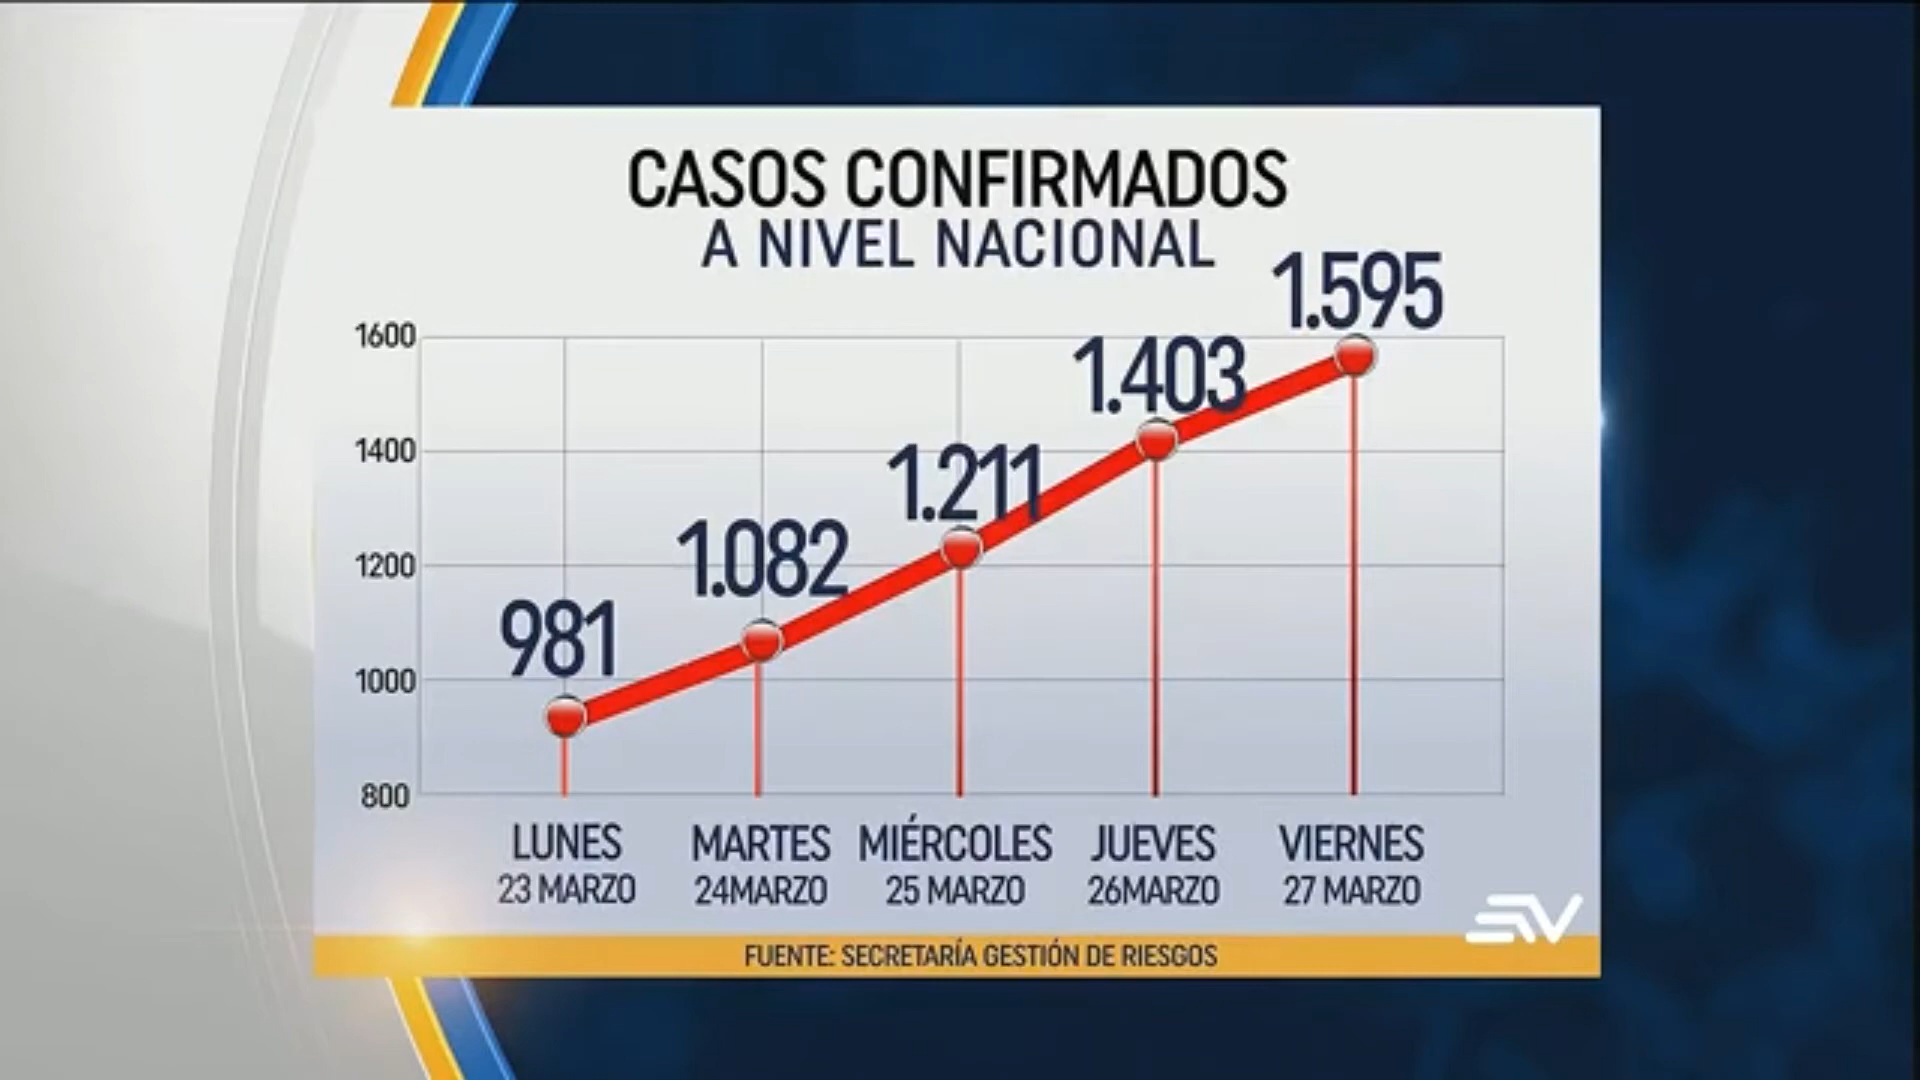 CASOS CONFIRMADOS
A NIVEL NACIONAL
1.595
1.403
1.211
1.082
981
1600
1400
1200
1000
800
LUNES MARTES MIÉRCOLES JUEVES VIERNES
23 MARZO 24MARZO 25 MARZO 26MARZO 27 MARZO
EV
FUENTE: SECRETARÍA GESTIÓN DE RIESGOS